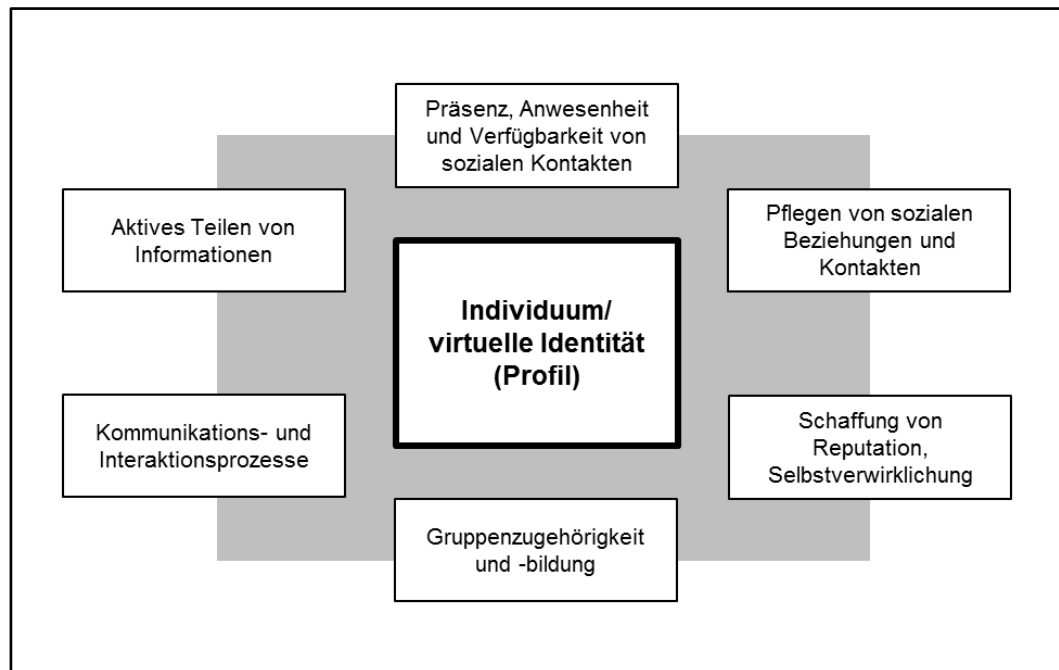 Präsenz, Anwesenheit
und Verfügbarkeit von
sozialen Kontakten
Aktives Teilen von
Informationen
Pflegen von sozialen
Beziehungen und
Kontakten
Individuum/
virtuelle Identität
(Profil)
Kommunikations- und
Interaktionsprozesse
Schaffung von
Reputation,
Selbstverwirklichung
Gruppenzugehörigkeit
und -bildung